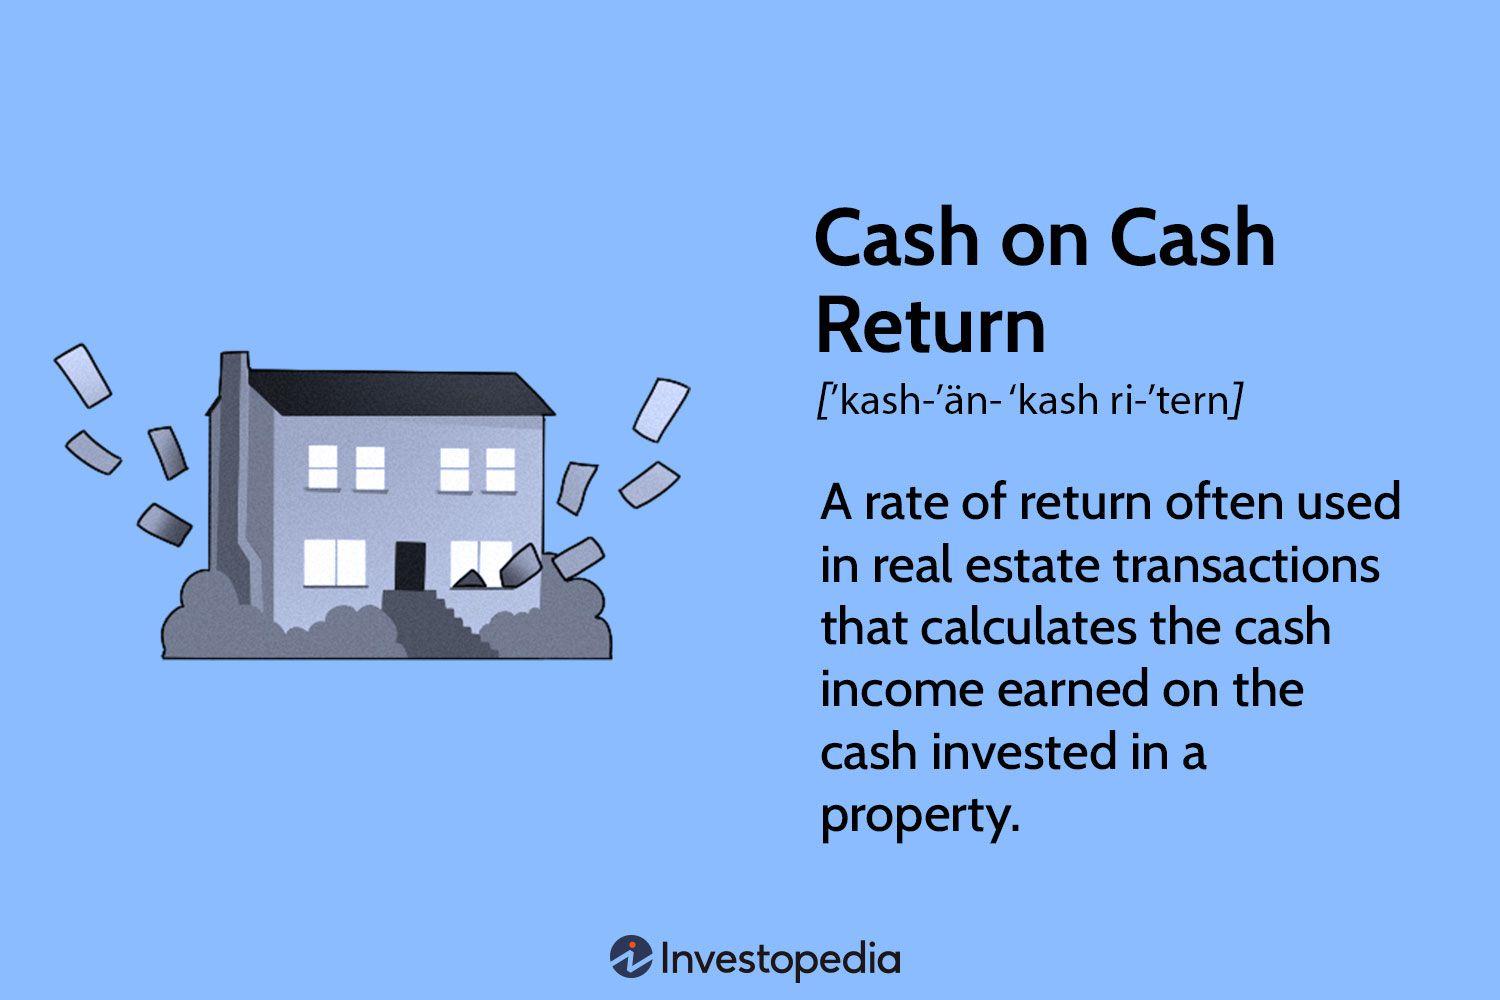 Cash on Cash
Return
[’kash-’än- ‘kash ri-’tern]
A rate of return often used
in real estate transactions
that calculates the cash
income earned on the
cash invested in a
property.
Investopedia